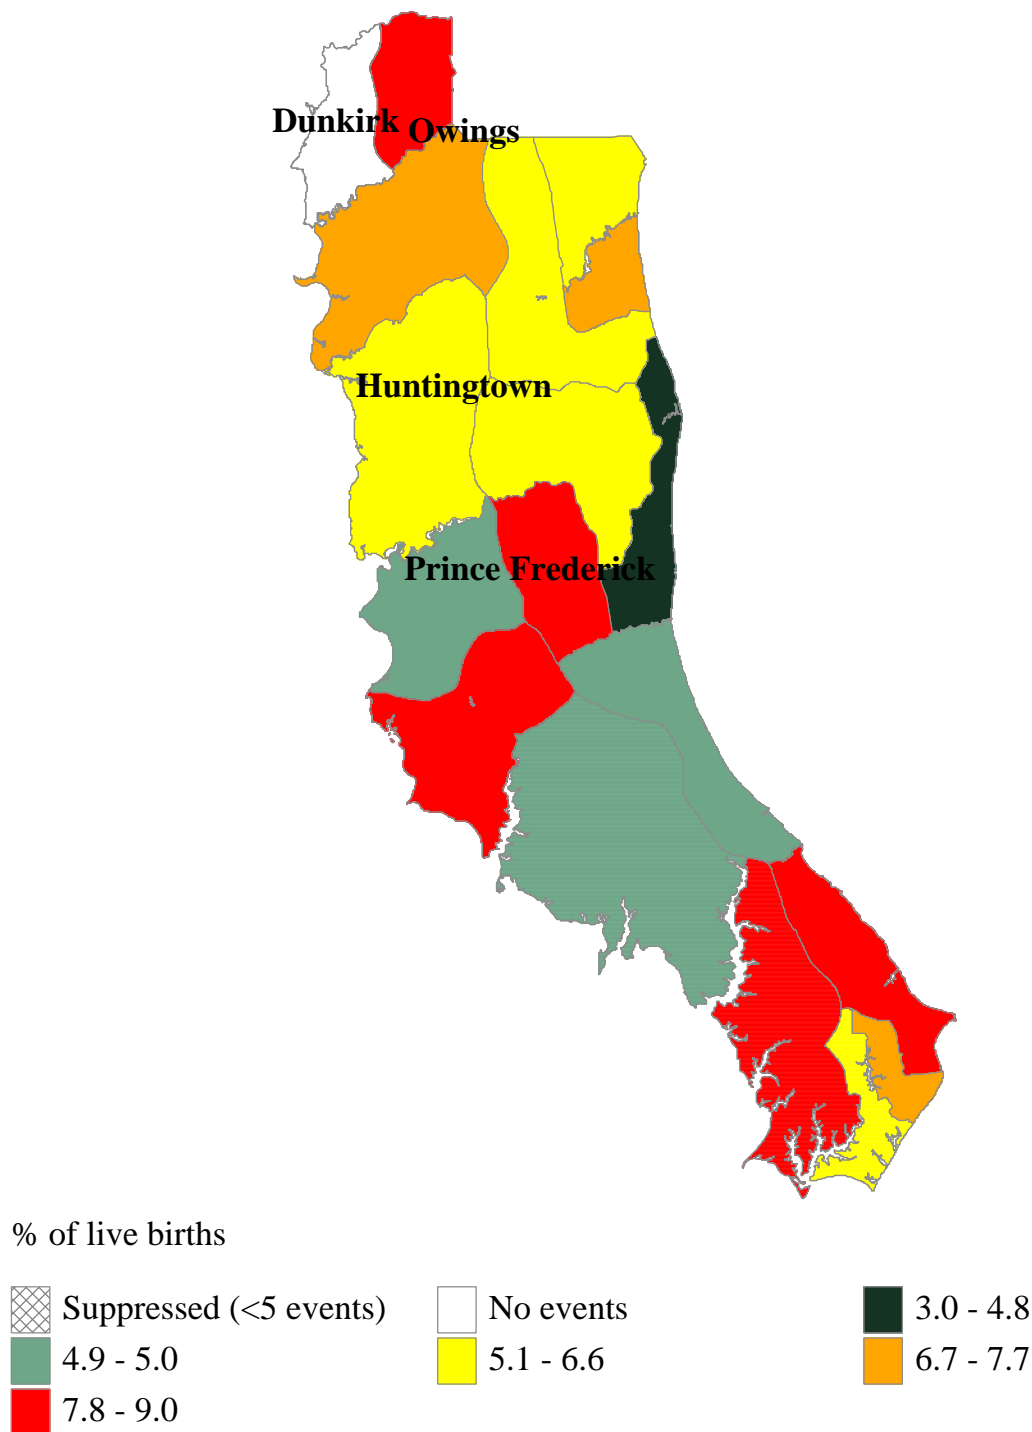 Dunkirk
Owings
Huntingtown
Prince Frederick
% of live births
Suppressed (<5 events)
No events
3.0 - 4.8
4.9 - 5.0
5.1 - 6.6
6.7 - 7.7
7.8 - 9.0